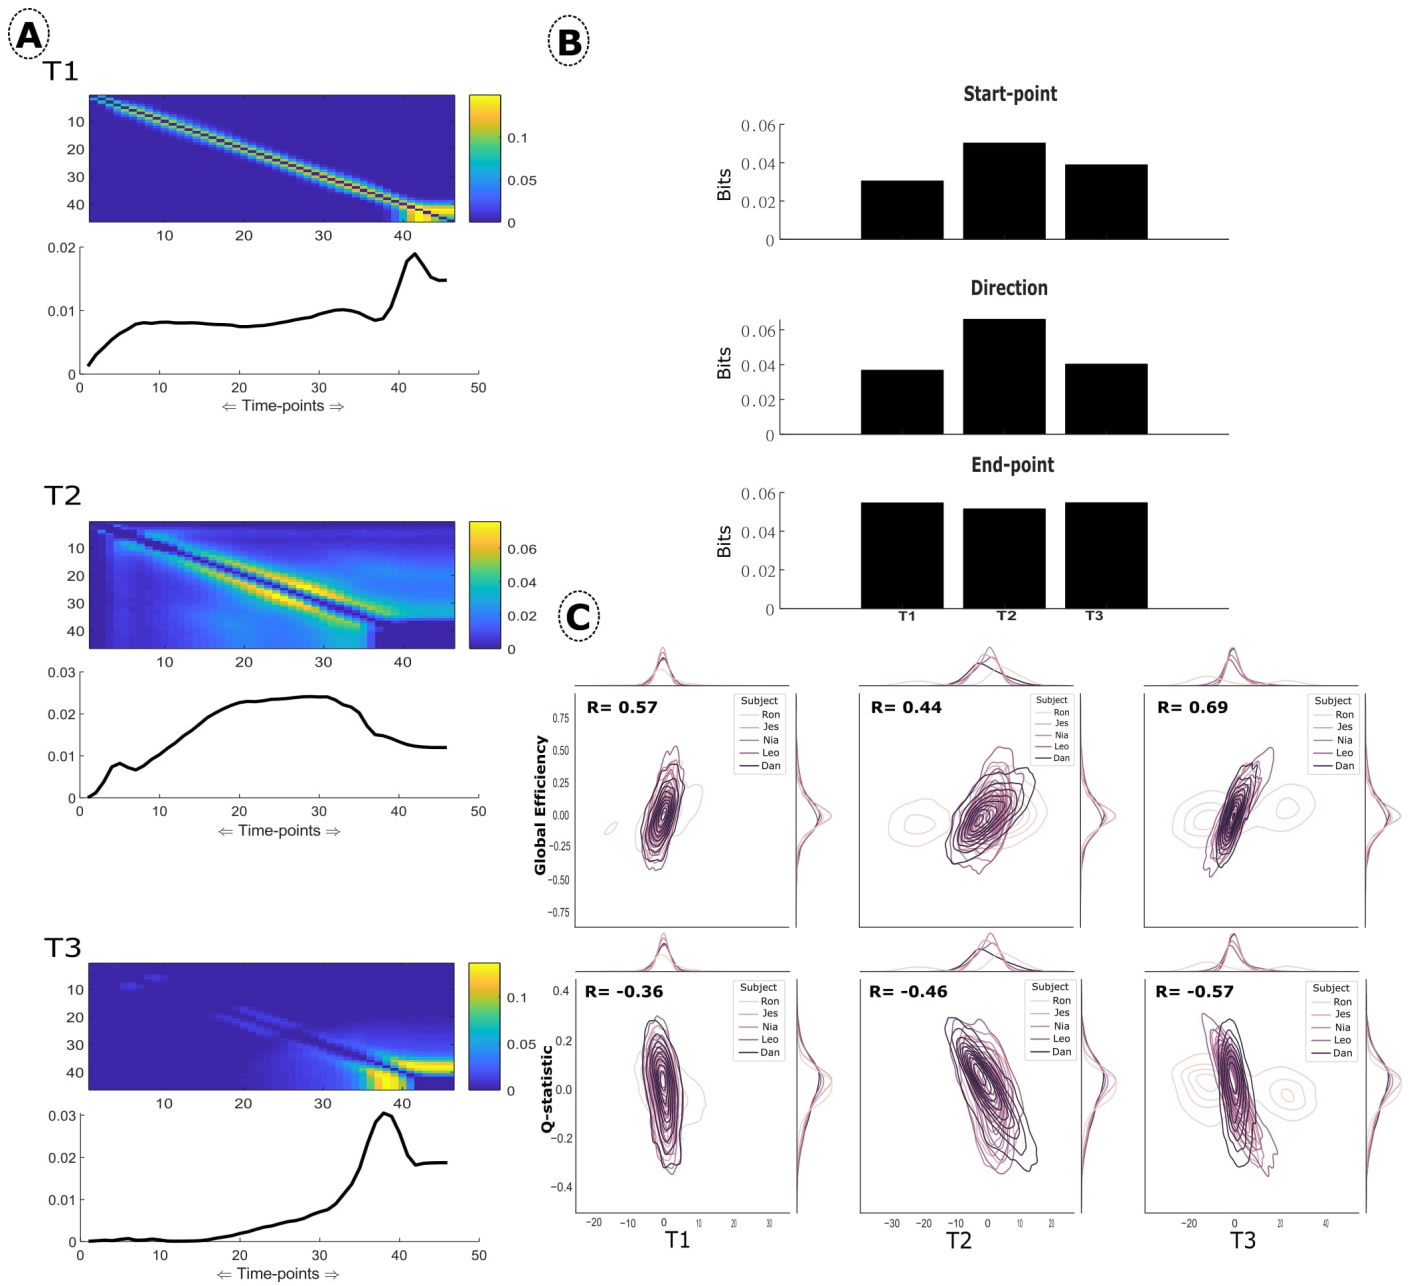 A
T1
10
20
30
40
0.1
0.05
0
10 20 30 40
0.02
0.01
0
0 10 20 30 40 50
⇐ Time-points ⇒
T2
10
20
30
40
0.06
0.04
0.02
0
10 20 30 40
0.03
0.02
0.01
0
0 10 20 30 40 50
⇐ Time-points ⇒
T3
10
20
30
40
0.1
0.05
0
10 20 30 40
0.03
0.02
0.01
0
0 10 20 30 40 50
⇐ Time-points ⇒
B
Start-point
Bits
0.06
0.04
0.02
0
Direction
Bits
0.06
0.04
0.02
0
End-point
Bits
0.06
0.04
0.02
0
T1 T2 T3
C
Global Efficiency
0.75
0.50
0.25
0.00
−0.25
−0.50
−0.75
R= 0.57
Subject
Ron
Jes
Nia
Leo
Dan
R= 0.44
Subject
Ron
Jes
Nia
Leo
Dan
R= 0.69
Subject
Ron
Jes
Nia
Leo
Dan
Q-statistic
0.4
0.2
0.0
−0.2
−0.4
R= -0.36
Subject
Ron
Jes
Nia
Leo
Dan
R= -0.46
Subject
Ron
Jes
Nia
Leo
Dan
R= -0.57
Subject
Ron
Jes
Nia
Leo
Dan
−20 −10 0 10 20 30
−30 −20 −10 0 10 20
−20 0 20 40
T1 T2 T3